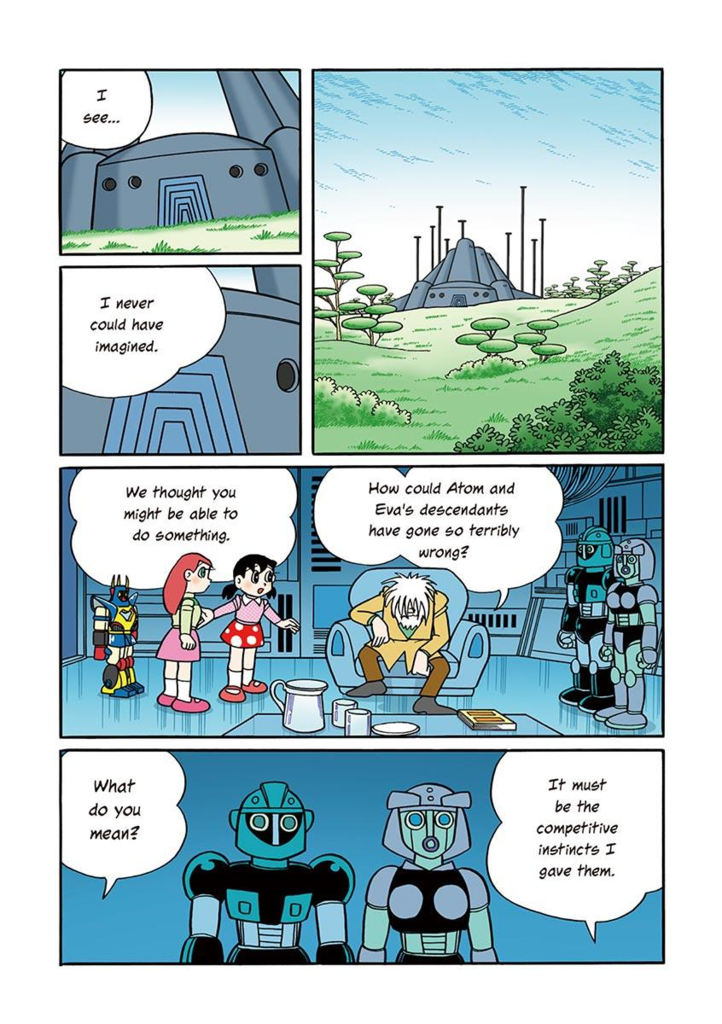 I
see...
I never
could have
imagined.
We thought you
might be able to
do something.
How could Atom and
Eva's descendants
have gone so terribly
wrong?
What
do you
mean?
It must
be the
competitive
instincts I
gave them.